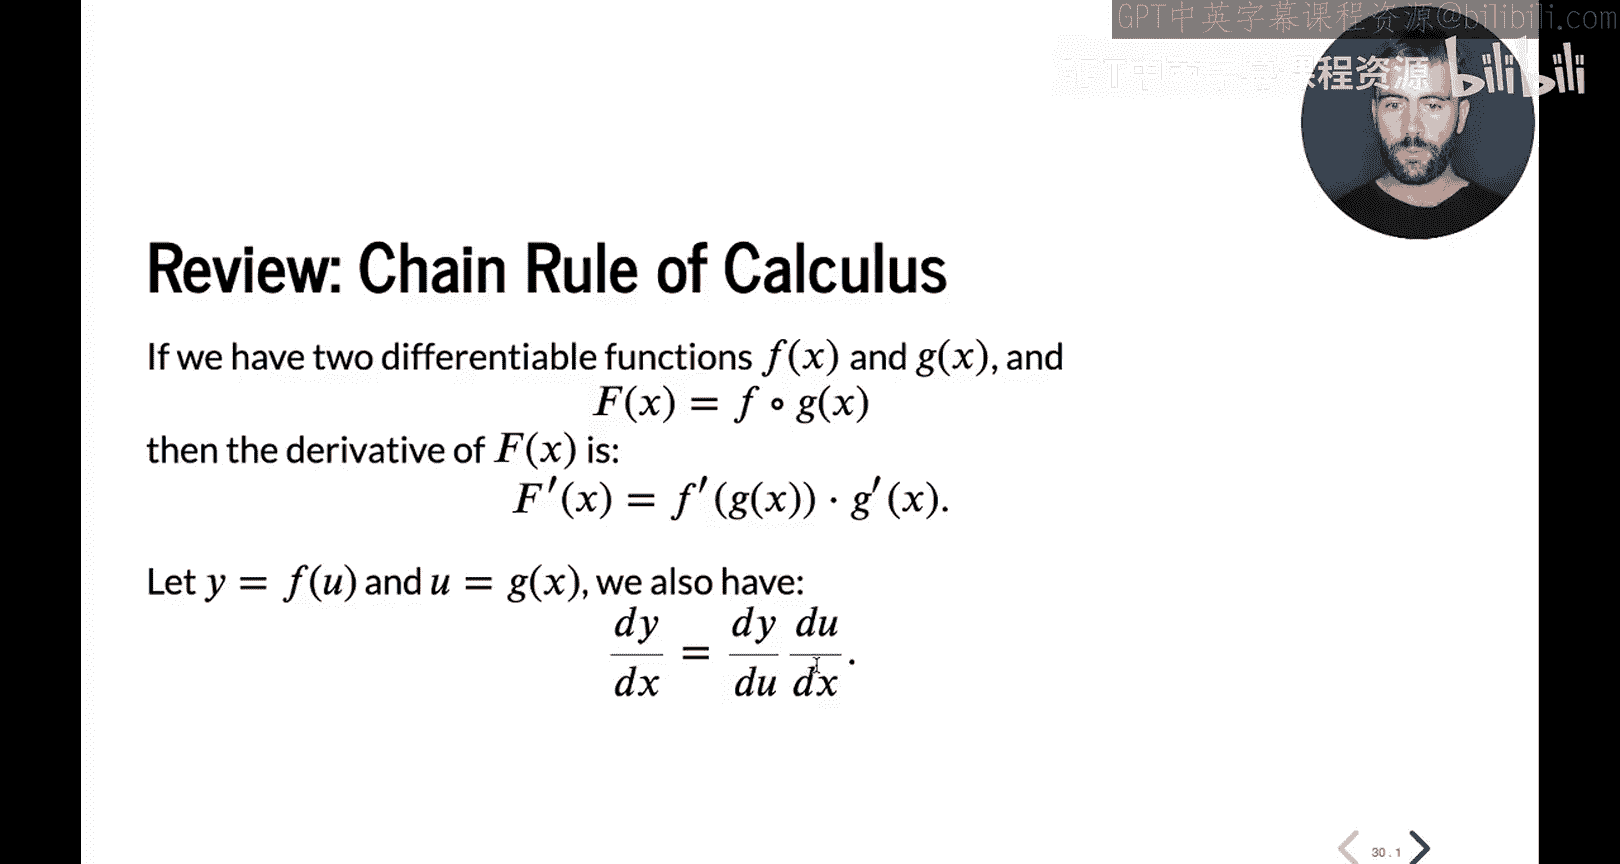 GPT中英字幕课程资源@bilibili.com
课程资源 bilibili
Review: Chain Rule of Calculus
If we have two differentiable functions f(x) and g(x), and
F(x) = f ∘ g(x)
then the derivative of F(x) is:
F′(x) = f′(g(x)) · g′(x).
Let y = f(u) and u = g(x), we also have:
dy/dx = dy/du du/dx.
30 . 1